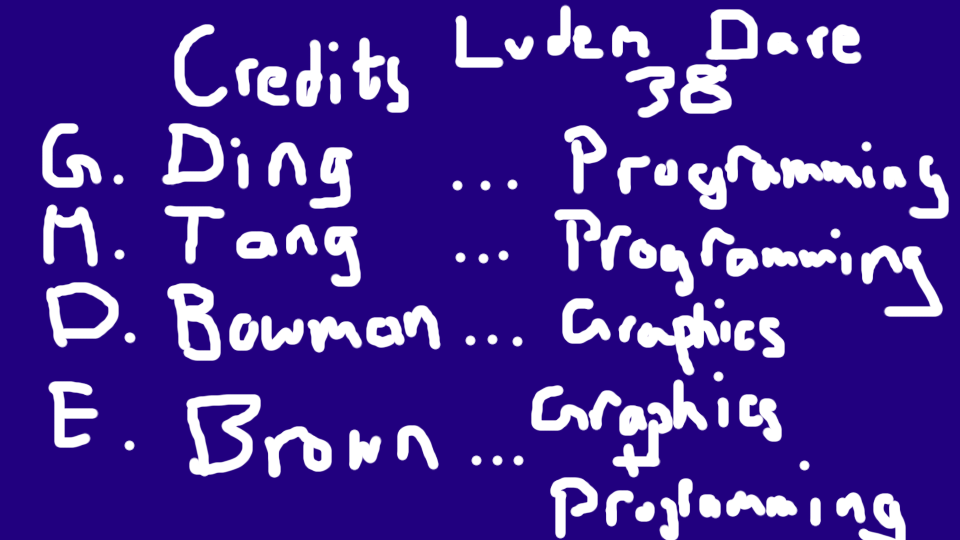 Credits Ludem Dare
38
G. Ding ... Programming
M. Tang ... Programming
D. Bowman ... Graphics
E. Brown ... Graphics
+
Programming